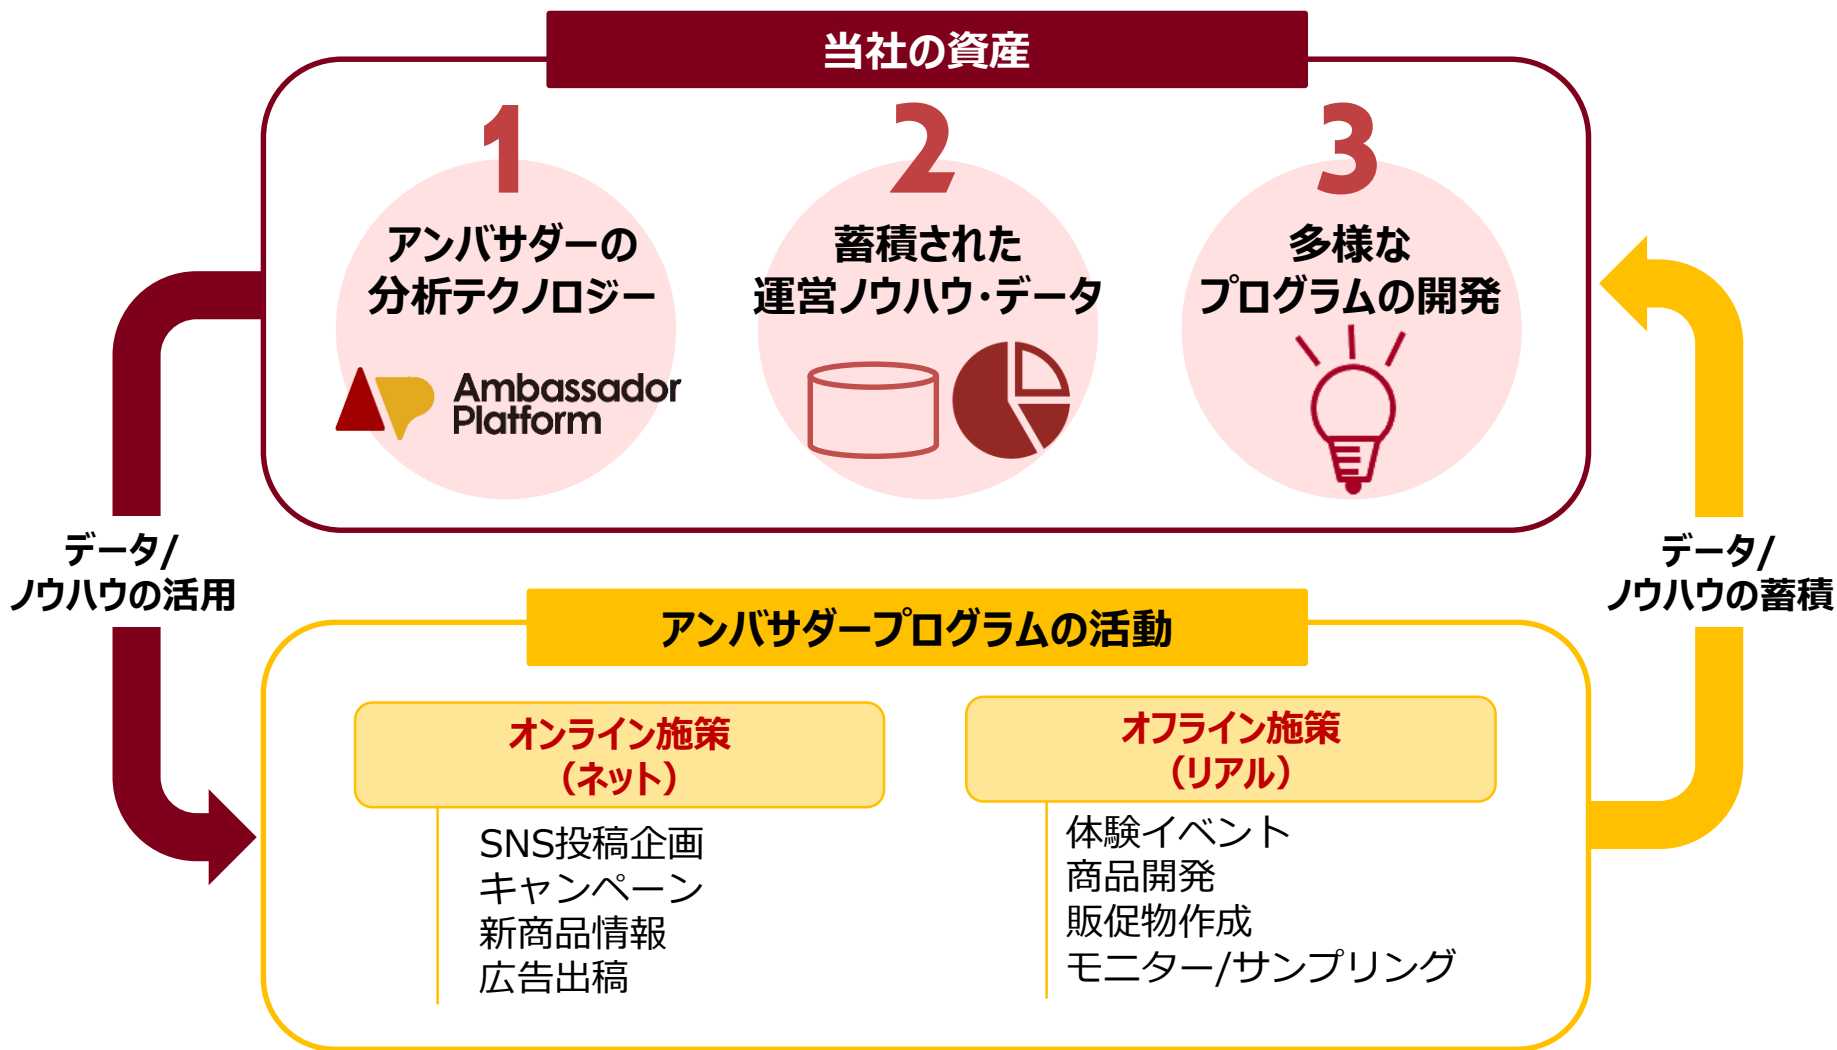 当社の資産
1
アンバサダーの
分析テクノロジー
Ambassador
Platform
2
蓄積された
運営ノウハウ・データ
3
多様な
プログラムの開発
データ/
ノウハウの活用
データ/
ノウハウの蓄積
アンバサダープログラムの活動
オンライン施策
（ネット）
SNS投稿企画
キャンペーン
新商品情報
広告出稿
オフライン施策
（リアル）
体験イベント
商品開発
販促物作成
モニター/サンプリング